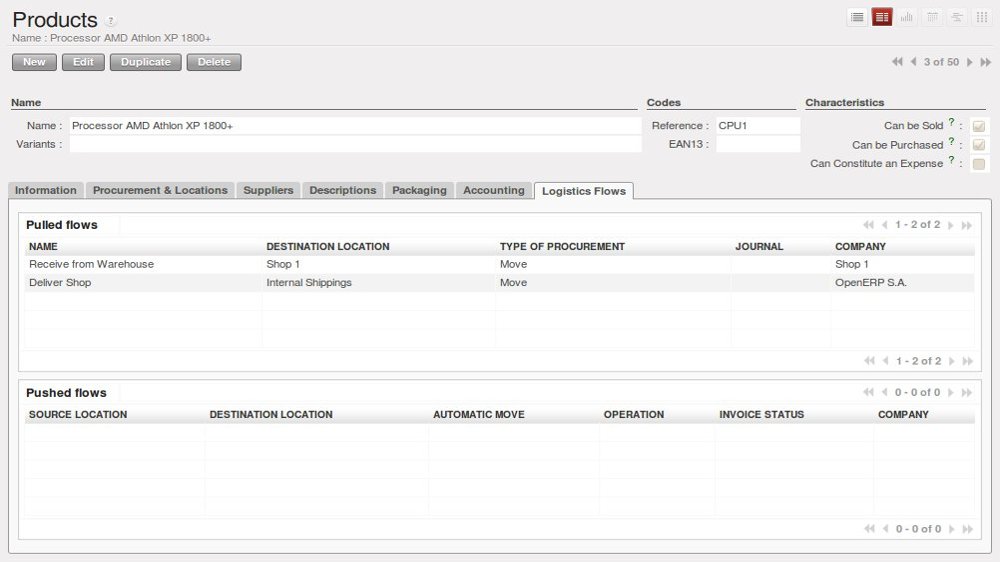 Products ?
Name : Processor AMD Athlon XP 1800+
New Edit Duplicate Delete 3 of 50
Name Codes Characteristics
Name : Processor AMD Athlon XP 1800+ Reference : CPU1 Can be Sold ? :
Variants : EAN13 : Can be Purchased ? :
Can Constitute an Expense ? :
Information Procurement & Locations Suppliers Descriptions Packaging Accounting Logistics Flows
Pulled flows 1 - 2 of 2
NAME DESTINATION LOCATION TYPE OF PROCUREMENT JOURNAL COMPANY
Receive from Warehouse Shop 1 Move Shop 1
Deliver Shop Internal Shippings Move OpenERP S.A.
1 - 2 of 2
Pushed flows 0 - 0 of 0
SOURCE LOCATION DESTINATION LOCATION AUTOMATIC MOVE OPERATION INVOICE STATUS COMPANY
0 - 0 of 0